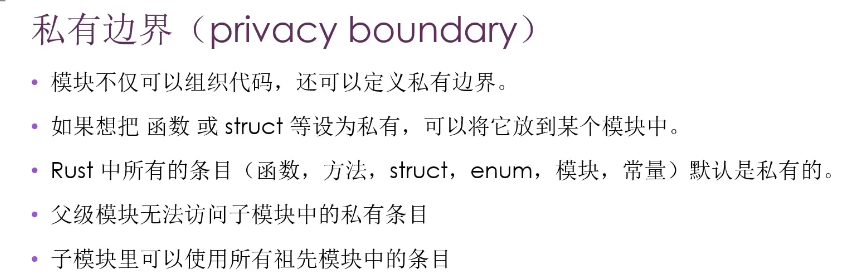 私有边界（privacy boundary）
• 模块不仅可以组织代码，还可以定义私有边界。
• 如果想把 函数 或 struct 等设为私有，可以将它放到某个模块中。
• Rust 中所有的条目（函数，方法，struct，enum，模块，常量）默认是私有的。
• 父级模块无法访问子模块中的私有条目
• 子模块里可以使用所有祖先模块中的条目